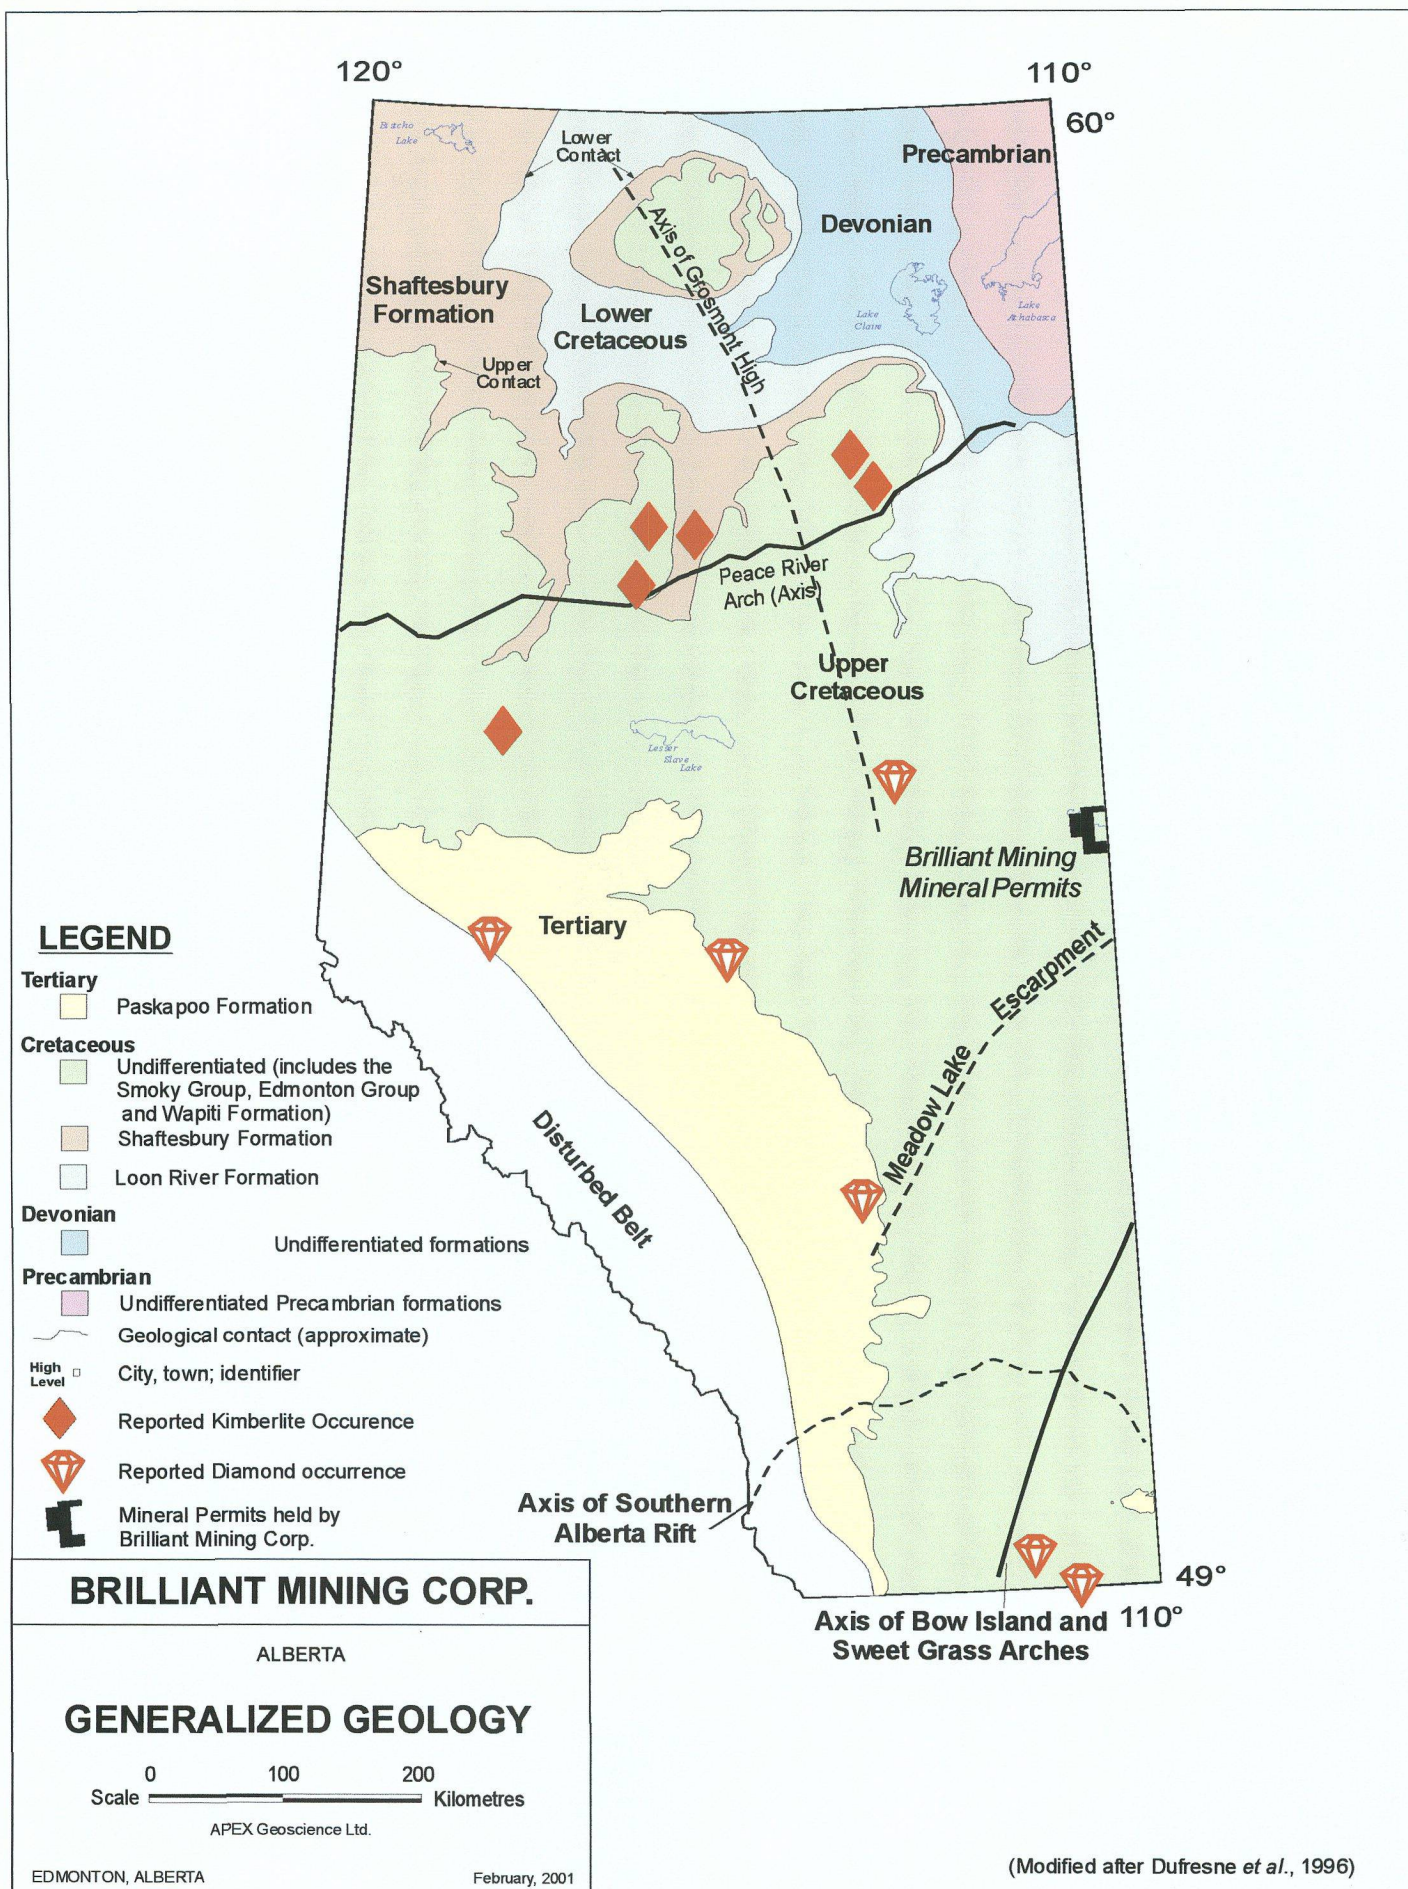 120°
110°
60°
Bistcho
Lake
Lower
Contact
Precambrian
Devonian
Axis of Grosmont High
Shaftesbury
Formation
Lower
Cretaceous
Lake
Claire
Lake
Athabasca
Upper
Contact
Peace River
Arch (Axis)
Upper
Cretaceous
Lesser
Slave
Lake
Brilliant Mining
Mineral Permits
Tertiary
Meadow Lake Escarpment
Disturbed Belt
Axis of Southern
Alberta Rift
49°
110°
Axis of Bow Island and
Sweet Grass Arches
LEGEND
Tertiary
Paskapoo Formation
Cretaceous
Undifferentiated (includes the
Smoky Group, Edmonton Group
and Wapiti Formation)
Shaftesbury Formation
Loon River Formation
Devonian
Undifferentiated formations
Precambrian
Undifferentiated Precambrian formations
Geological contact (approximate)
High
Level
City, town; identifier
Reported Kimberlite Occurence
Reported Diamond occurrence
Mineral Permits held by
Brilliant Mining Corp.
BRILLIANT MINING CORP.
ALBERTA
GENERALIZED GEOLOGY
0 100 200
Scale Kilometres
APEX Geoscience Ltd.
EDMONTON, ALBERTA February, 2001
(Modified after Dufresne et al., 1996)